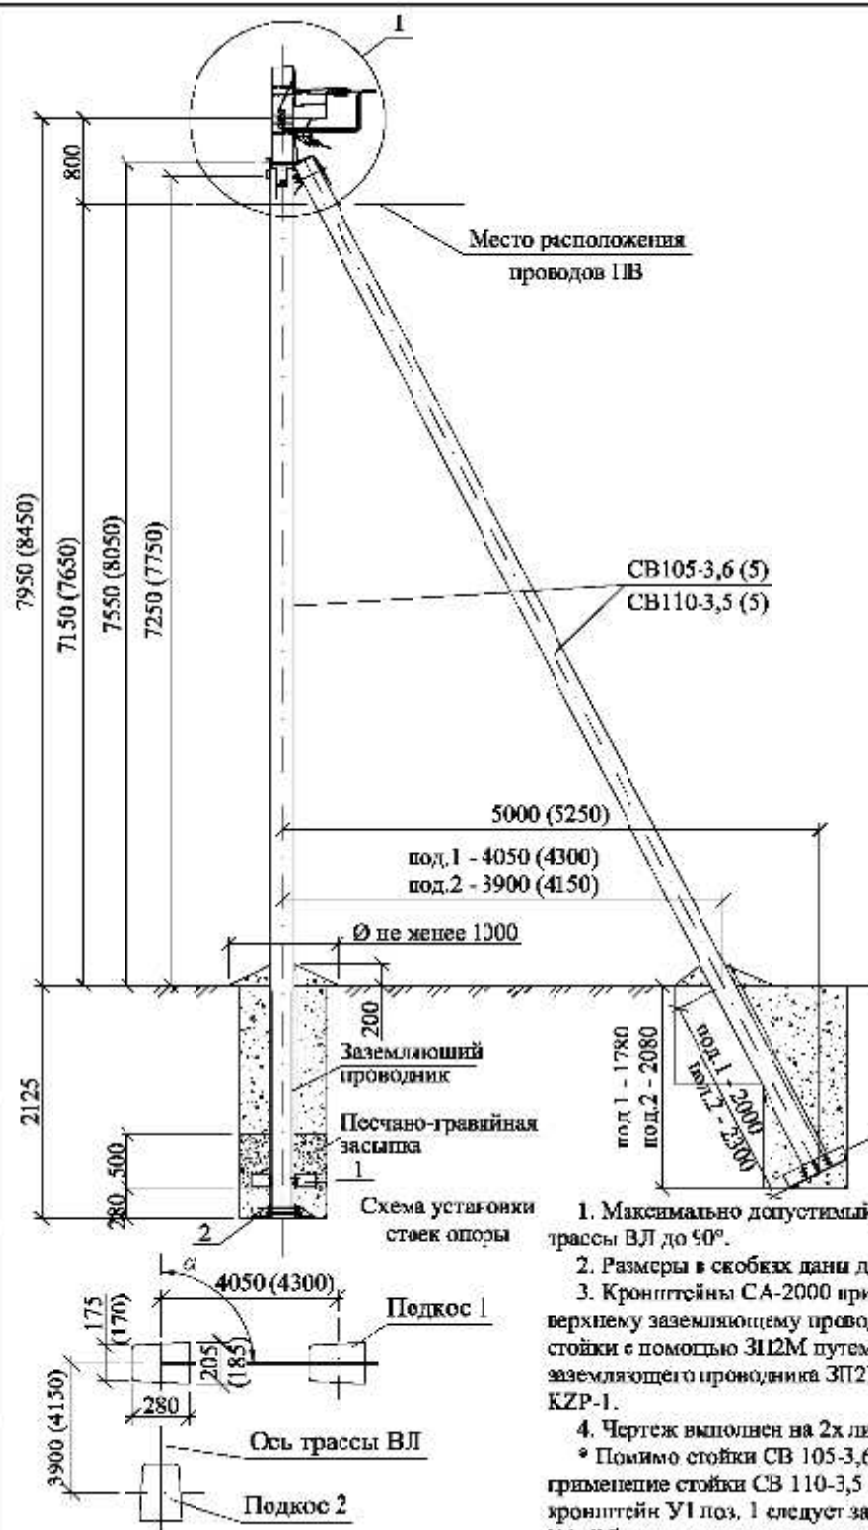 1
800
Место расположения
проводов ПВ
7950 (8450)
7150 (7650)
7550 (8050)
7250 (7750)
СВ105-3,6 (5)
СВ110-3,5 (5)
5000 (5250)
под.1 - 4050 (4300)
под.2 - 3900 (4150)
Ø не менее 1000
200
2125
Заземляющий
проводник
под.1 - 1780
под.2 - 2080
под.1 - 2000
под.2 - 2300
Песчано-гравийная
засыпка
500
280
1
2
Схема установки
стоек опоры
1. Максимально допустимый
трассы ВЛ до 90°.
2. Размеры в скобках даны д
3. Кронштейны СА-2000 при
верхнему заземляющему провод
стойки с помощью ЗП2М путем
заземляющего проводника ЗП2
KZP-1.
4. Чертеж выполнен на 2х ли
* Помимо стойки СВ 105-3,6
применение стойки СВ 110-3,5
кронштейн У1 поз. 1 следует за
α
4050 (4300)
175
(170)
Подкос 1
205
(185)
280
3900 (4150)
Ось трассы ВЛ
Подкос 2